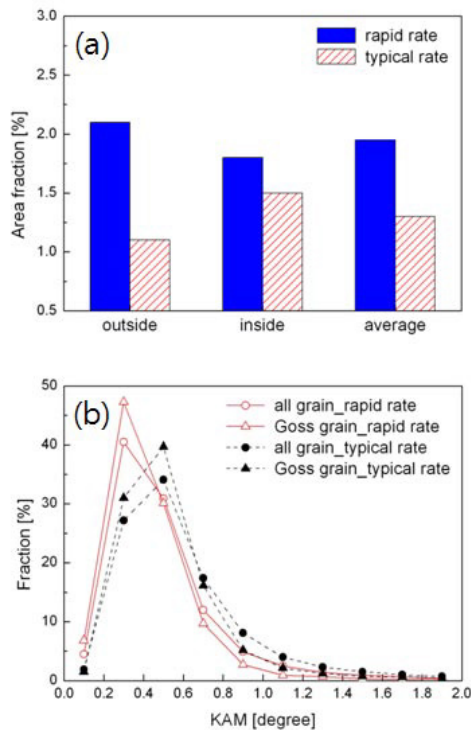 (a)
rapid rate
typical rate
3.0
2.5
2.0
1.5
1.0
0.5
Area fraction [%]
outside inside average
(b)
all grain_rapid rate
Goss grain_rapid rate
all grain_typical rate
Goss grain_typical rate
50
40
30
20
10
0
Fraction [%]
0.0 0.2 0.4 0.6 0.8 1.0 1.2 1.4 1.6 1.8 2.0
KAM [degree]